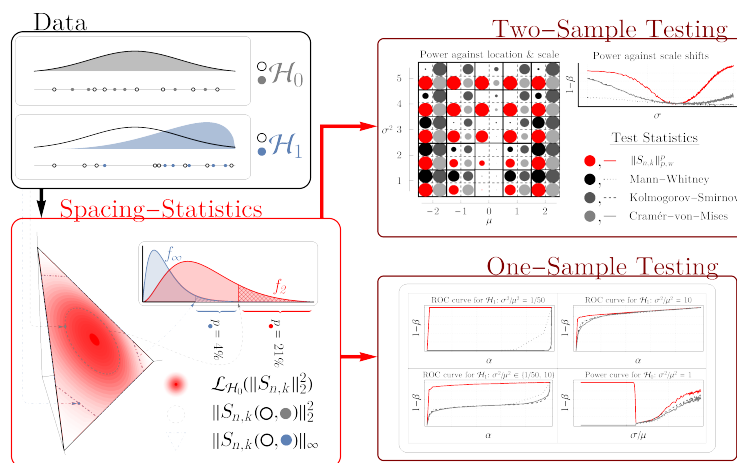 Data
ℋ₀
ℋ₁
Spacing–Statistics
f∞
f₂
p = 4%
p = 21%
ℒ_ℋ₀(‖Sₙ,ₖ‖²₂)
‖Sₙ,ₖ(○,●)‖²₂
‖Sₙ,ₖ(○,●)‖∞
Two–Sample Testing
Power against location & scale
σ²
5
4
3
2
1
−2 −1 0 1 2
μ
Power against scale shifts
1−β
σ
Test Statistics
●,— ‖Sₙ,ₖ‖ᵖ_p,w
●,···· Mann–Whitney
●,--- Kolmogorov–Smirnov
●,— Cramér–von–Mises
One–Sample Testing
ROC curve for ℋ₁: σ²/μ² = 1/50
1−β
α
ROC curve for ℋ₁: σ²/μ² = 10
1−β
α
ROC curve for ℋ₁: σ²/μ² ∈ (1/50, 10)
1−β
α
Power curve for ℋ₁: σ²/μ² = 1
1−β
σ/μ